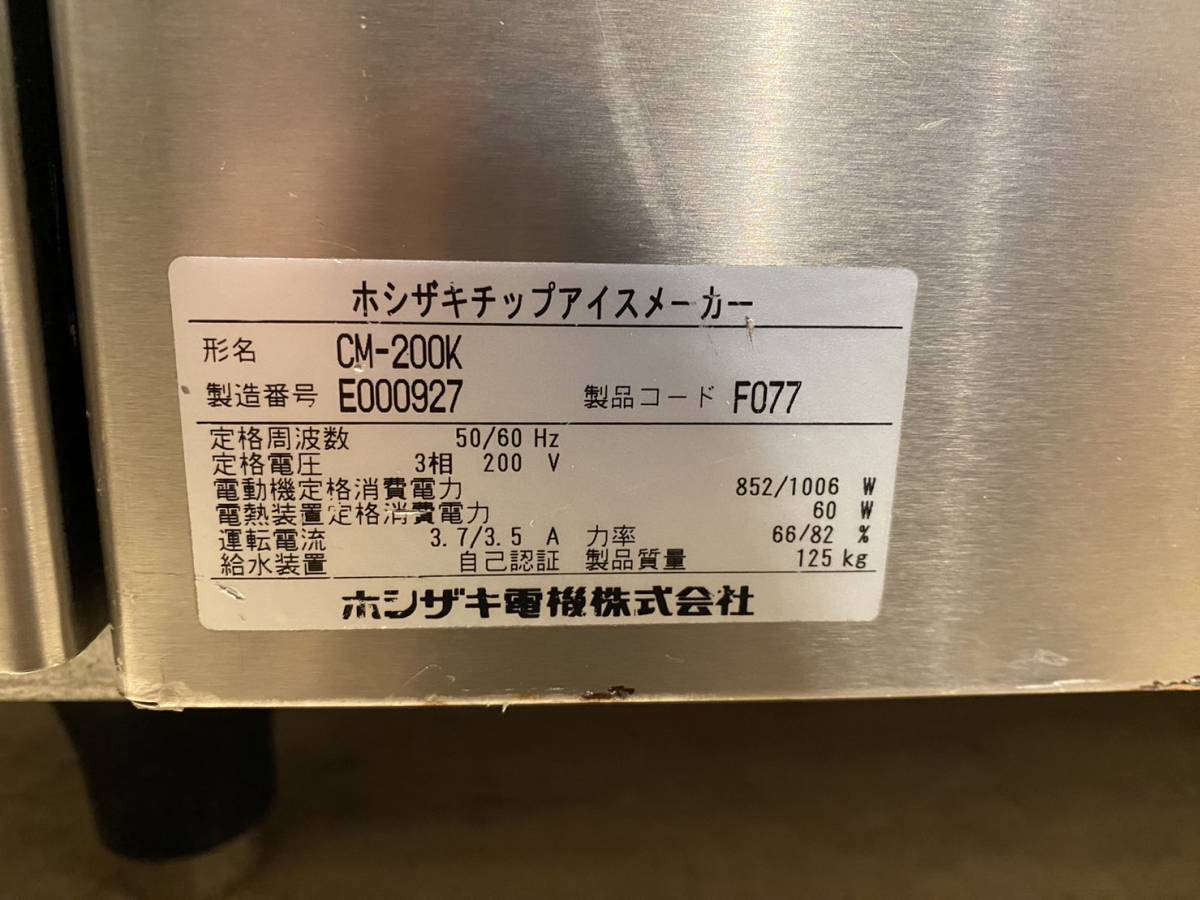 ホシザキチップアイスメーカー
形名 CM-200K
製造番号 E000927 製品コード F077
定格周波数 50/60 Hz
定格電圧 3相 200 V
電動機定格消費電力 852/1006 W
電熱装置定格消費電力 60 W
運転電流 3.7/3.5 A 力率 66/82 %
給水装置 自己認証 製品質量 125 kg
ホシザキ電機株式会社